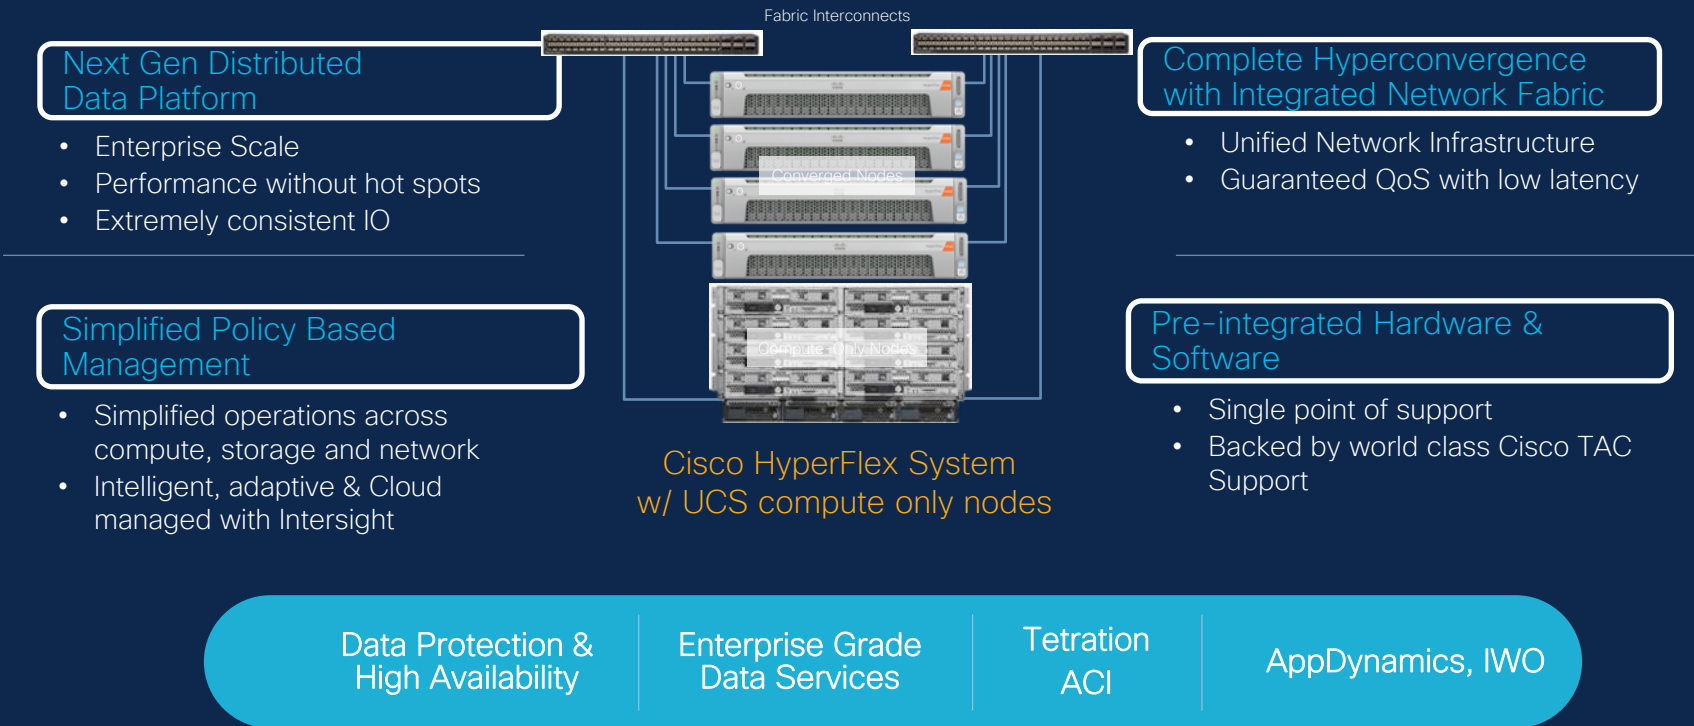 Fabric Interconnects
Next Gen Distributed
Data Platform
• Enterprise Scale
• Performance without hot spots
• Extremely consistent IO
Complete Hyperconvergence
with Integrated Network Fabric
• Unified Network Infrastructure
• Guaranteed QoS with low latency
Converged Nodes
Compute-Only Nodes
Simplified Policy Based
Management
• Simplified operations across
compute, storage and network
• Intelligent, adaptive & Cloud
managed with Intersight
Cisco HyperFlex System
w/ UCS compute only nodes
Pre-integrated Hardware &
Software
• Single point of support
• Backed by world class Cisco TAC
Support
Data Protection &
High Availability
Enterprise Grade
Data Services
Tetration
ACI
AppDynamics, IWO